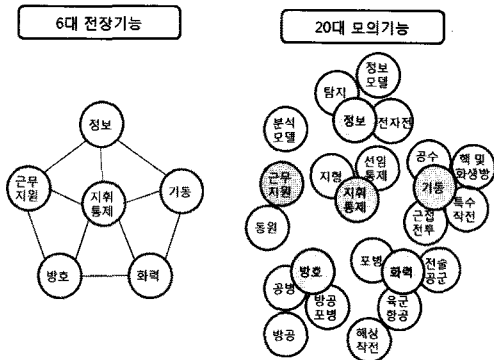 6대 전장기능
20대 모의기능
정보
근무
지원
지휘
통제
기동
방호
화력
정보
모델
탐지
정보
전자전
분석
모델
근무
지원
동원
지형
선임
통제
지휘
통제
공수
핵 및
화생방
기동
특수
작전
근접
전투
방호
공병
방공
포병
방공
포병
화력
전술
공군
육군
항공
해상
작전